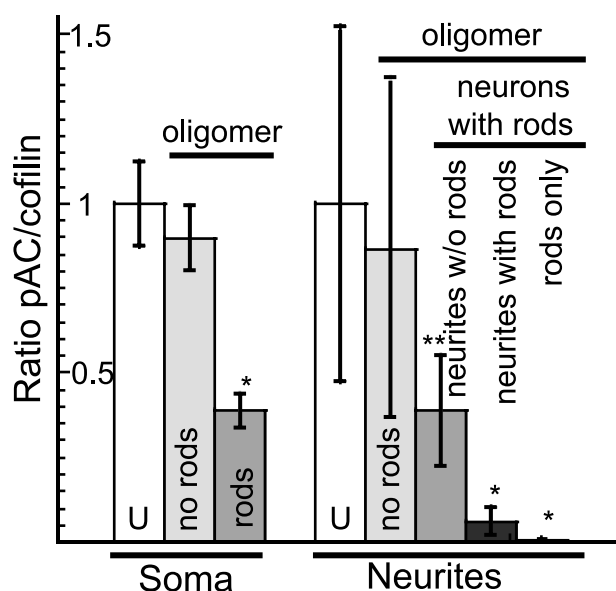 1.5
1
0.5
Ratio pAC/cofilin
oligomer
*
U
no rods
rods
Soma
oligomer
neurons
with rods
neurites w/o rods
neurites with rods
rods only
**
*
*
U
no rods
Neurites